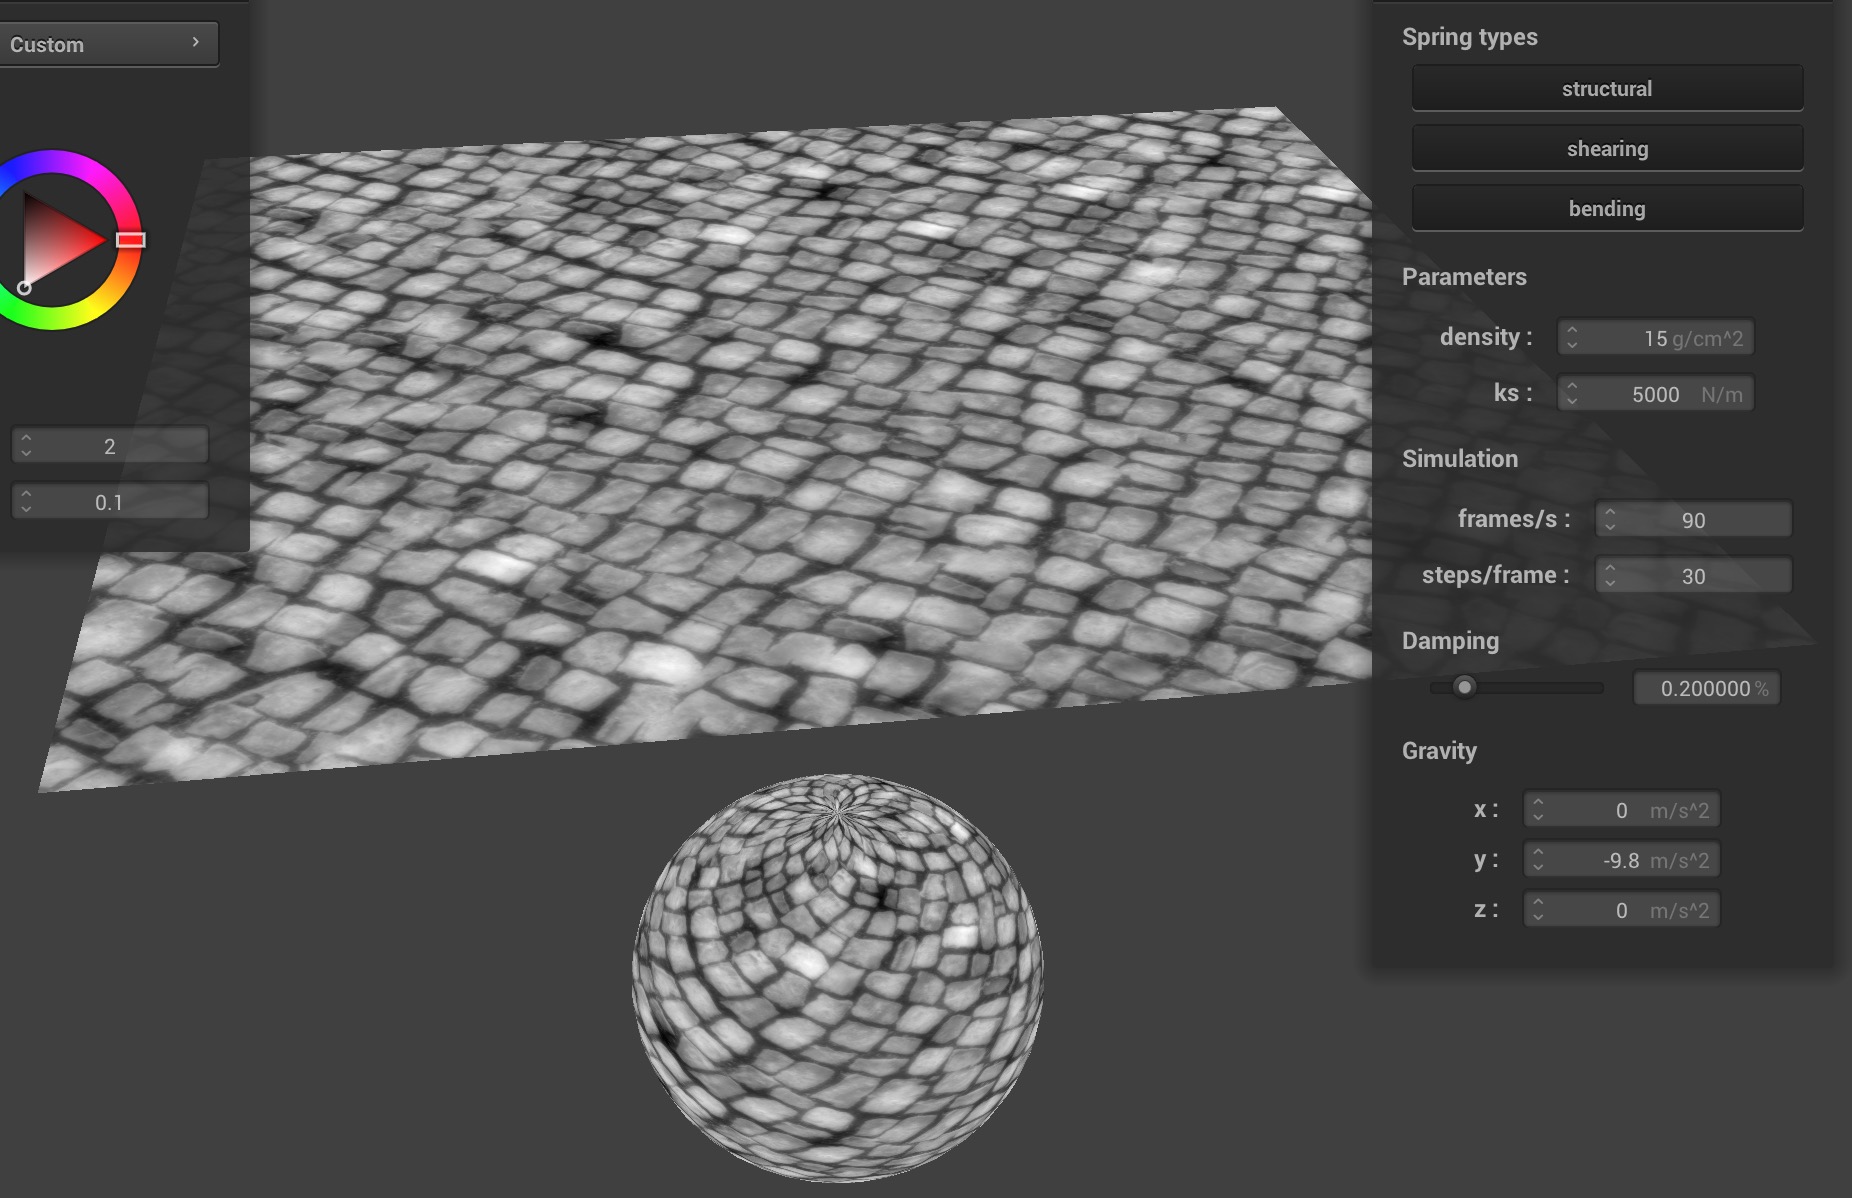 Custom
2
0.1
Spring types
structural
shearing
bending
Parameters
density : 15 g/cm^2
ks : 5000 N/m
Simulation
frames/s : 90
steps/frame : 30
Damping
0.200000 %
Gravity
x : 0 m/s^2
y : -9.8 m/s^2
z : 0 m/s^2